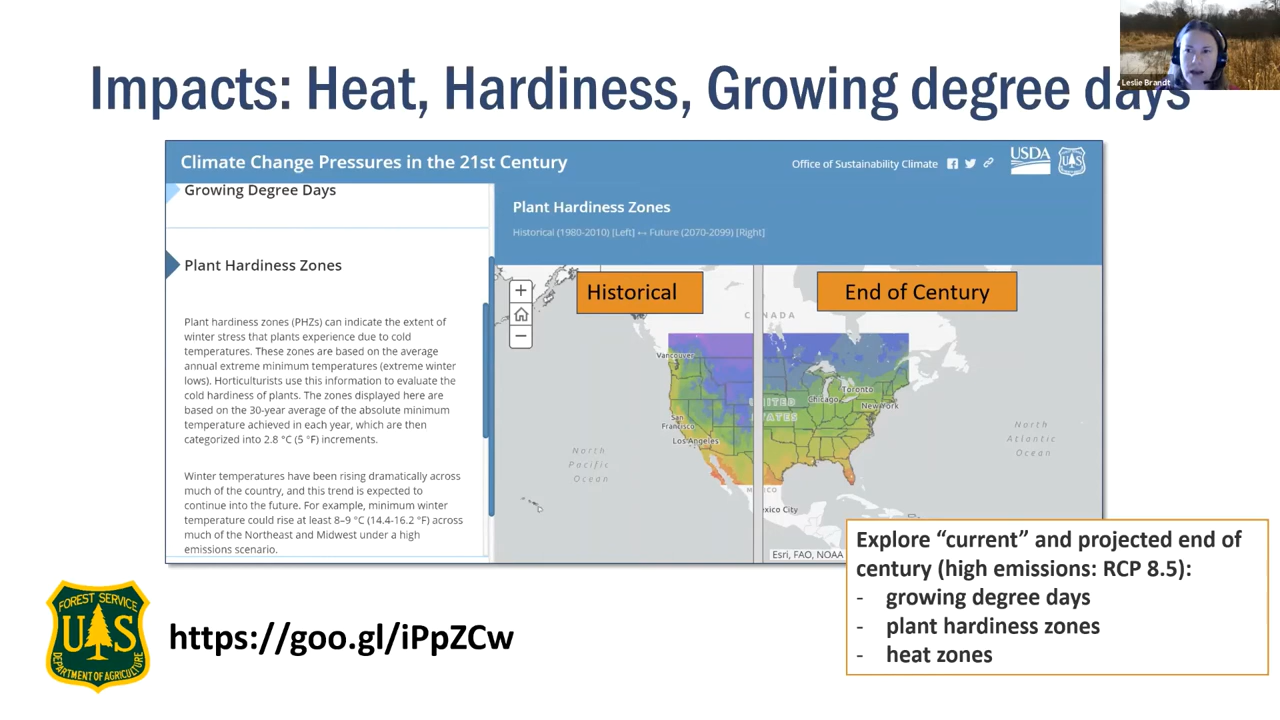 Leslie Brandt
Impacts: Heat, Hardiness, Growing degree days
Climate Change Pressures in the 21st Century
Office of Sustainability Climate
USDA
Growing Degree Days
Plant Hardiness Zones
Plant hardiness zones (PHZs) can indicate the extent of
winter stress that plants experience due to cold
temperatures. These zones are based on the average
annual extreme minimum temperatures (extreme winter
lows). Horticulturists use this information to evaluate the
cold hardiness of plants. The zones displayed here are
based on the 30-year average of the absolute minimum
temperature achieved in each year, which are then
categorized into 2.8 °C (5 °F) increments.
Winter temperatures have been rising dramatically across
much of the country, and this trend is expected to
continue into the future. For example, minimum winter
temperature could rise at least 8–9 °C (14.4-16.2 °F) across
much of the Northeast and Midwest under a high
emissions scenario.
Plant Hardiness Zones
Historical (1980-2010) [Left] ↔ Future (2070-2099) [Right]
+
−
Historical
End of Century
CANADA
Vancouver
Toronto
Chicago
New York
UNITED
STATES
San
Francisco
Los Angeles
North
Pacific
Ocean
North
Atlantic
Ocean
MEXICO
Mexico City
Esri, FAO, NOAA
Explore “current” and projected end of
century (high emissions: RCP 8.5):
- growing degree days
- plant hardiness zones
- heat zones
FOREST SERVICE
US
DEPARTMENT OF AGRICULTURE
https://goo.gl/iPpZCw